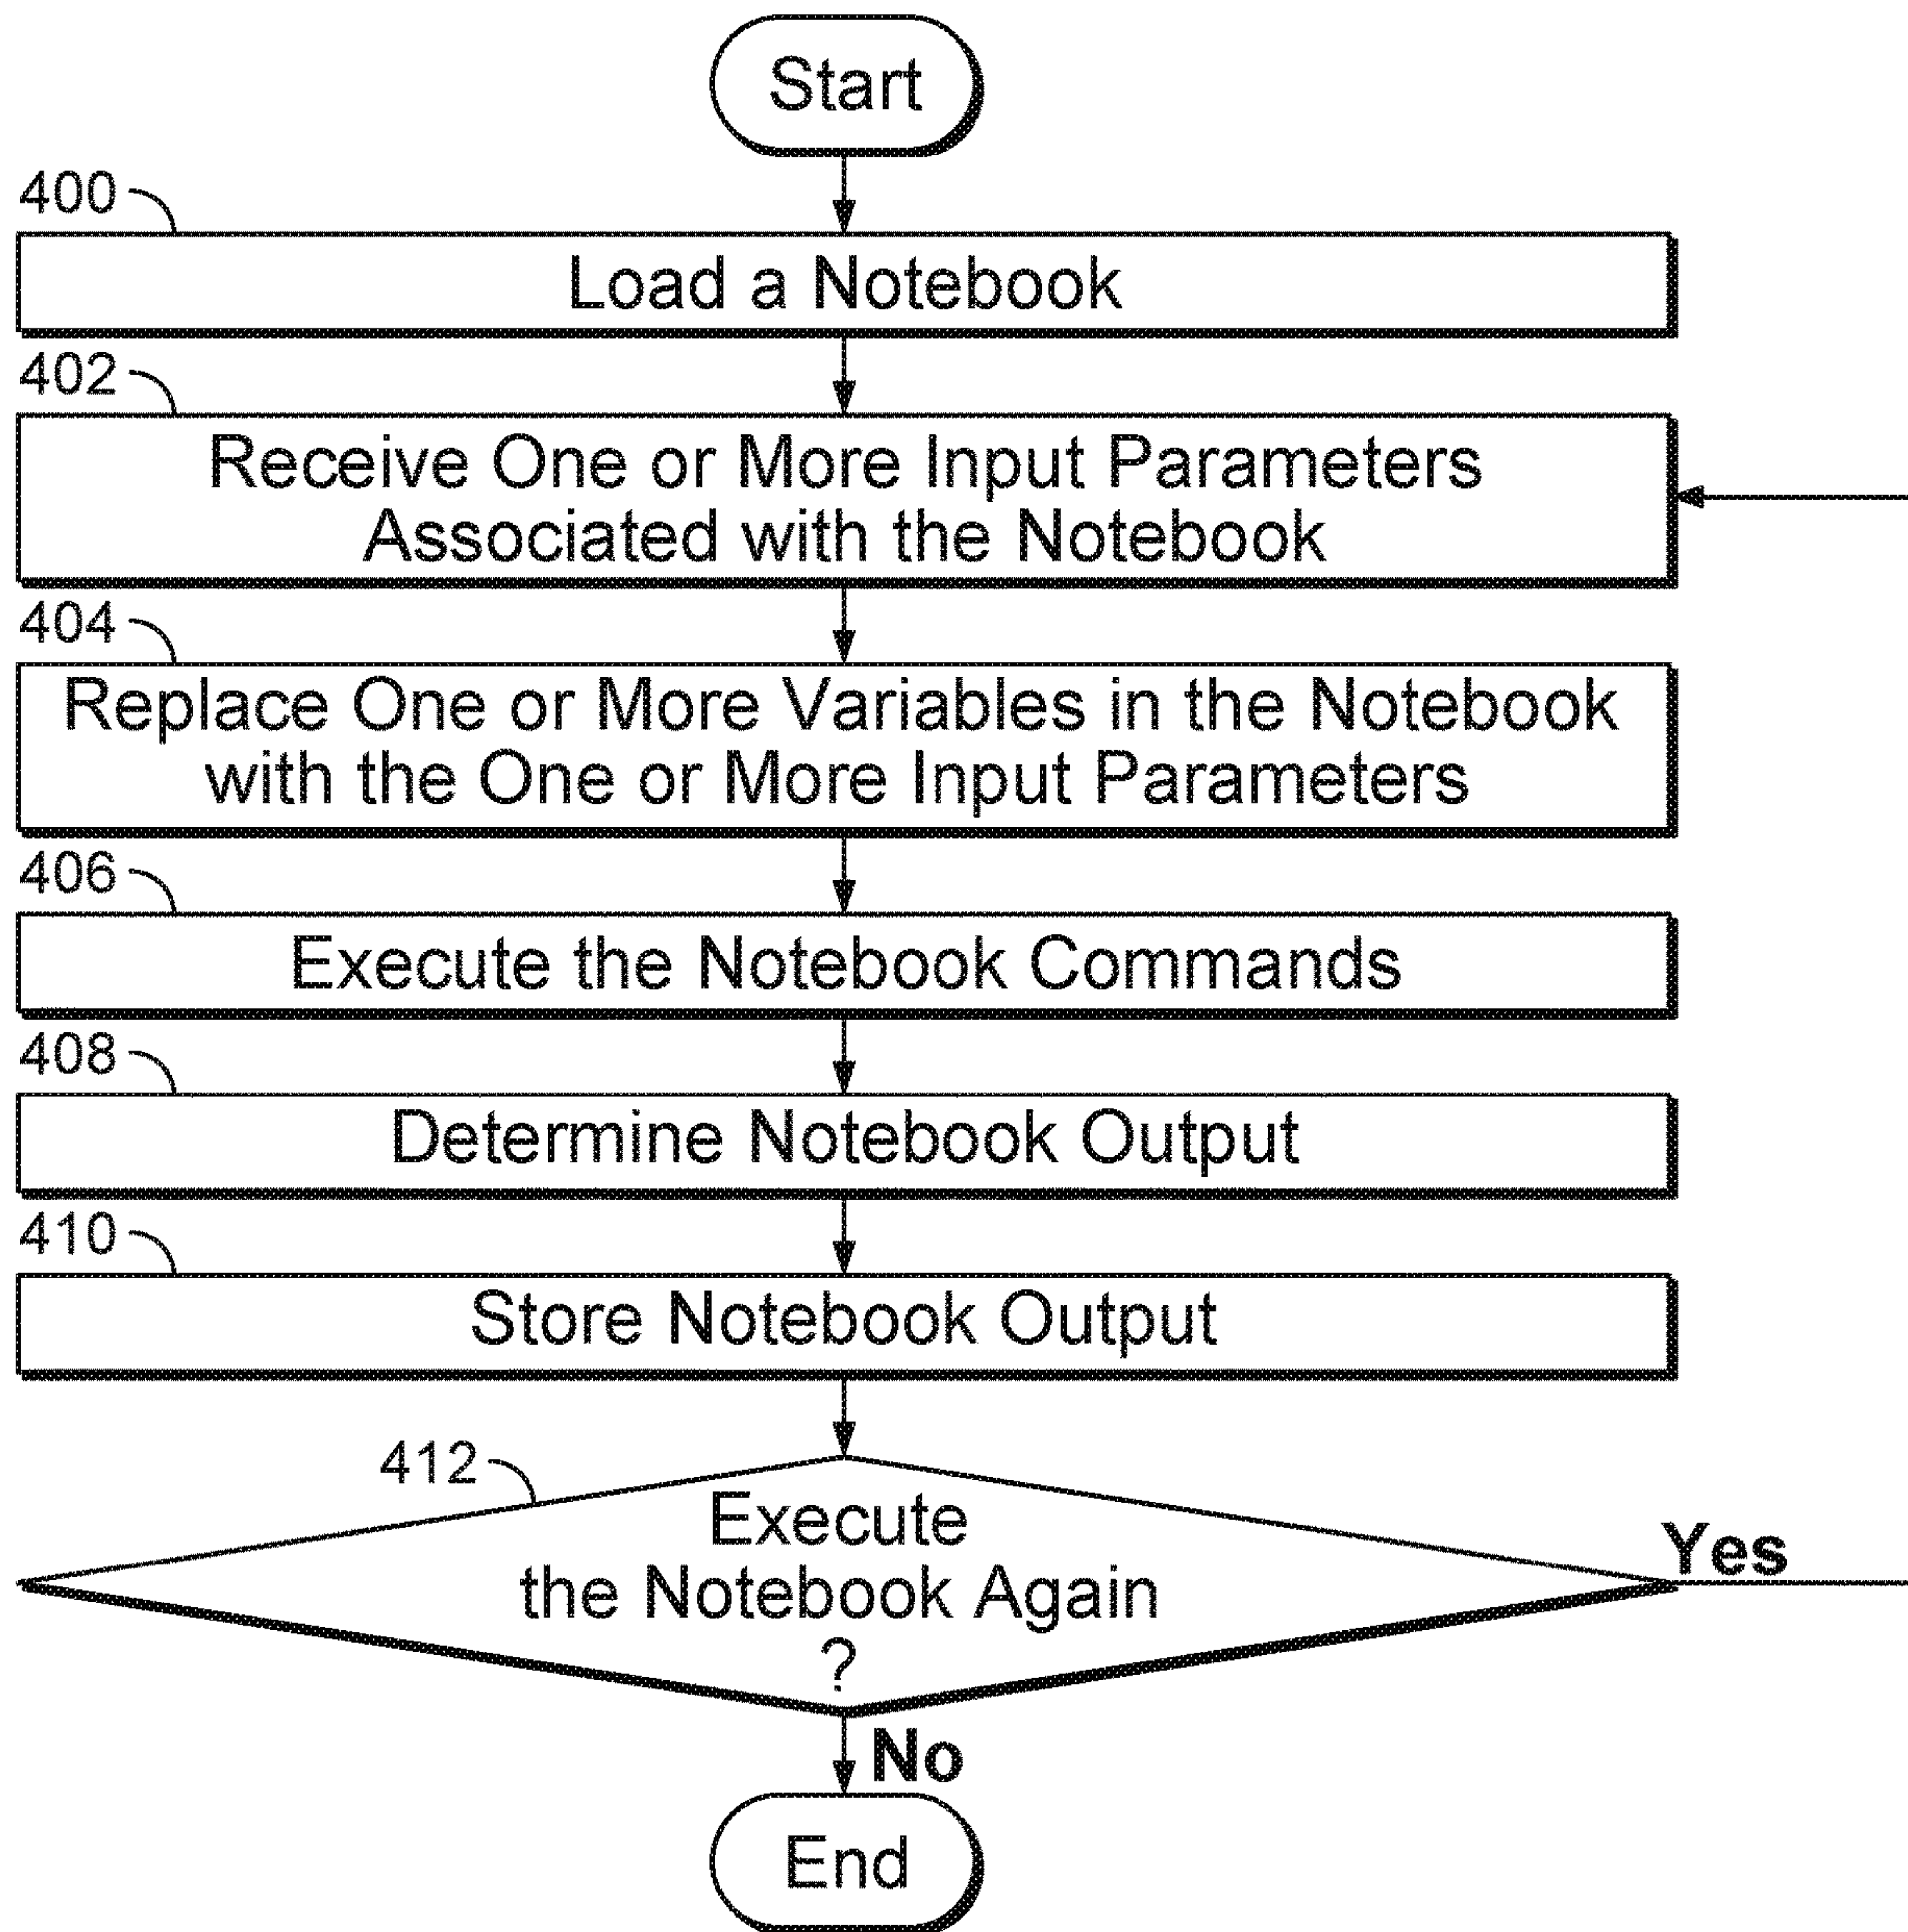 Start
400
Load a Notebook
402
Receive One or More Input Parameters
Associated with the Notebook
404
Replace One or More Variables in the Notebook
with the One or More Input Parameters
406
Execute the Notebook Commands
408
Determine Notebook Output
410
Store Notebook Output
412
Execute
the Notebook Again
?
Yes
No
End